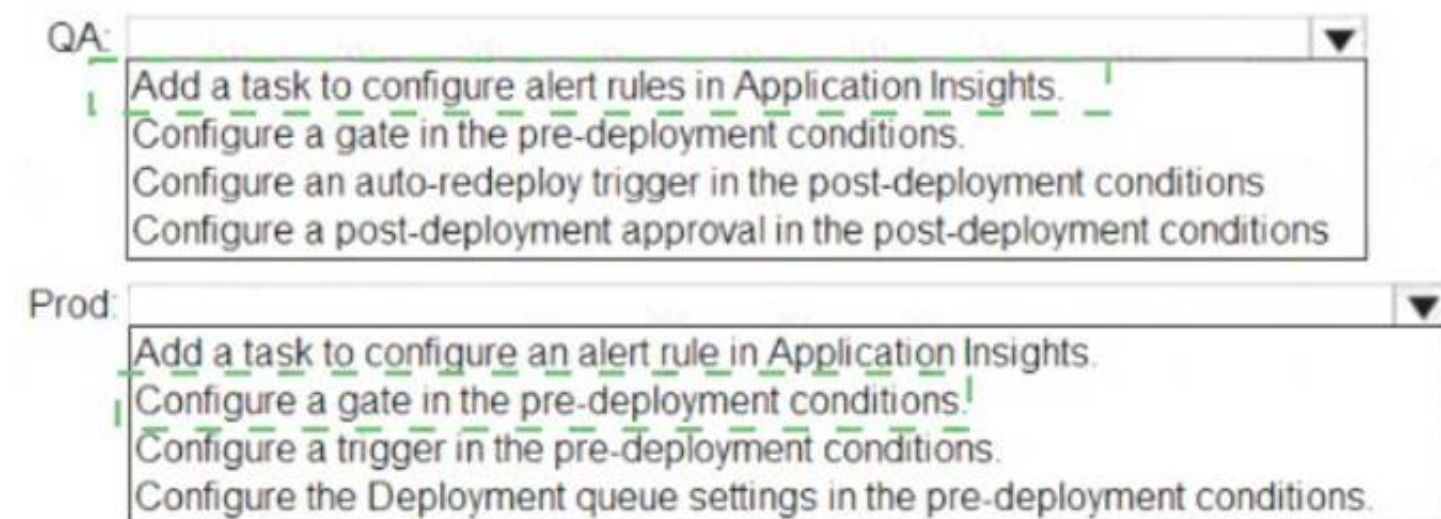 QA:
Add a task to configure alert rules in Application Insights.
Configure a gate in the pre-deployment conditions.
Configure an auto-redeploy trigger in the post-deployment conditions
Configure a post-deployment approval in the post-deployment conditions
Prod:
Add a task to configure an alert rule in Application Insights.
Configure a gate in the pre-deployment conditions.
Configure a trigger in the pre-deployment conditions.
Configure the Deployment queue settings in the pre-deployment conditions.